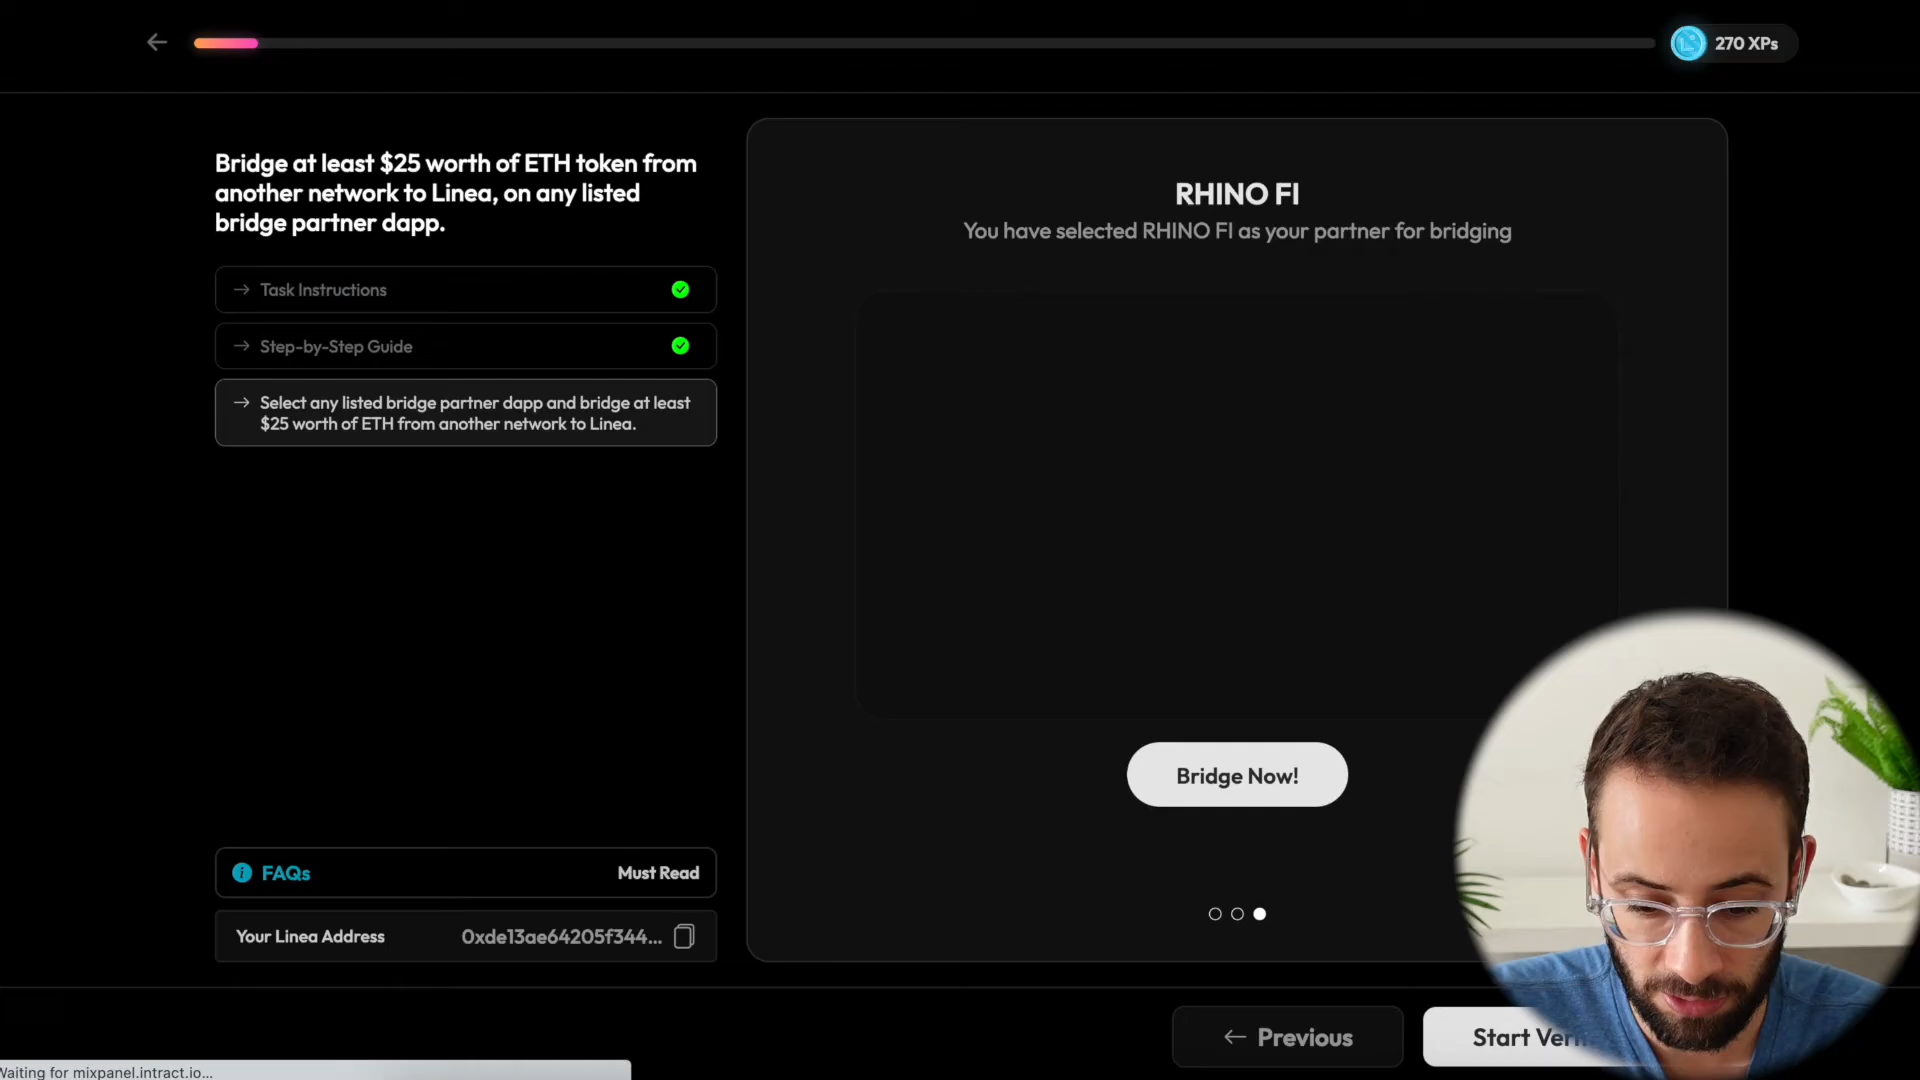 270 XPs
Bridge at least $25 worth of ETH token from
another network to Linea, on any listed
bridge partner dapp.
→ Task Instructions
→ Step-by-Step Guide
→ Select any listed bridge partner dapp and bridge at least
$25 worth of ETH from another network to Linea.
RHINO FI
You have selected RHINO FI as your partner for bridging
Bridge Now!
FAQs
Must Read
Your Linea Address
0xde13ae64205f344...
← Previous
Start
Waiting for mixpanel.intract.io...